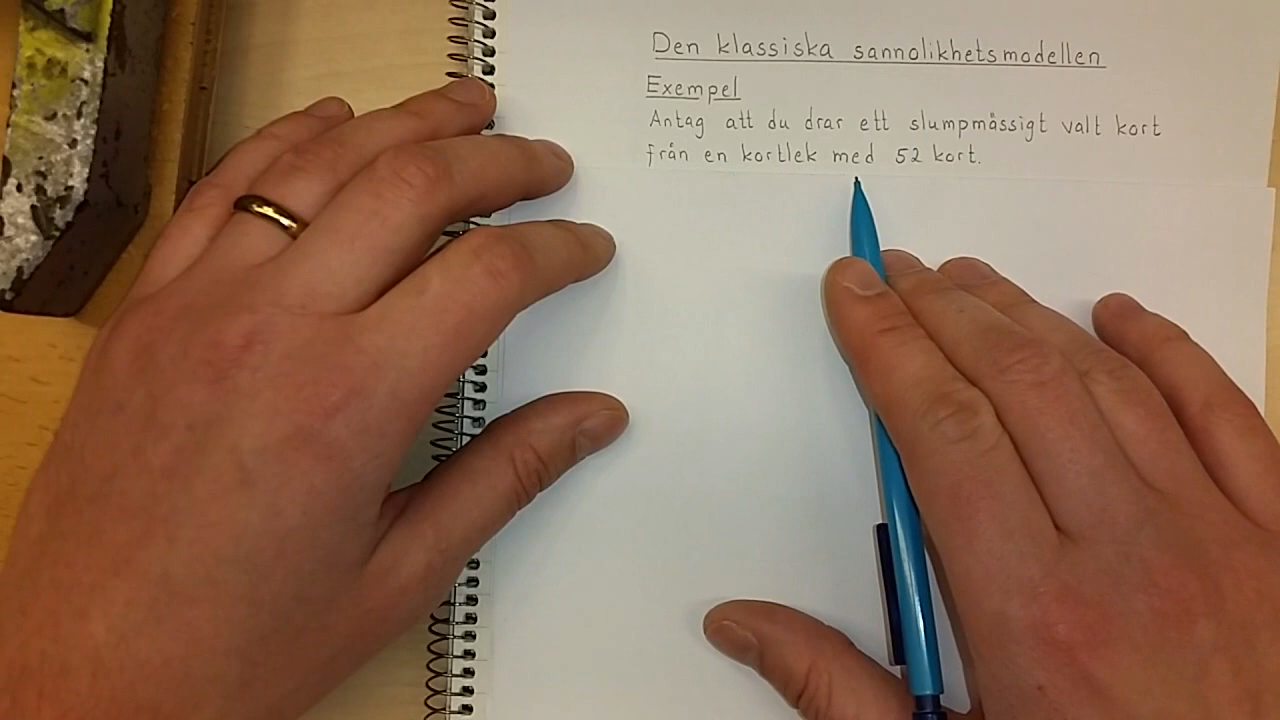 Den klassiska sannolikhetsmodellen
Exempel
Antag att du drar ett slumpmässigt valt kort
från en kortlek med 52 kort.